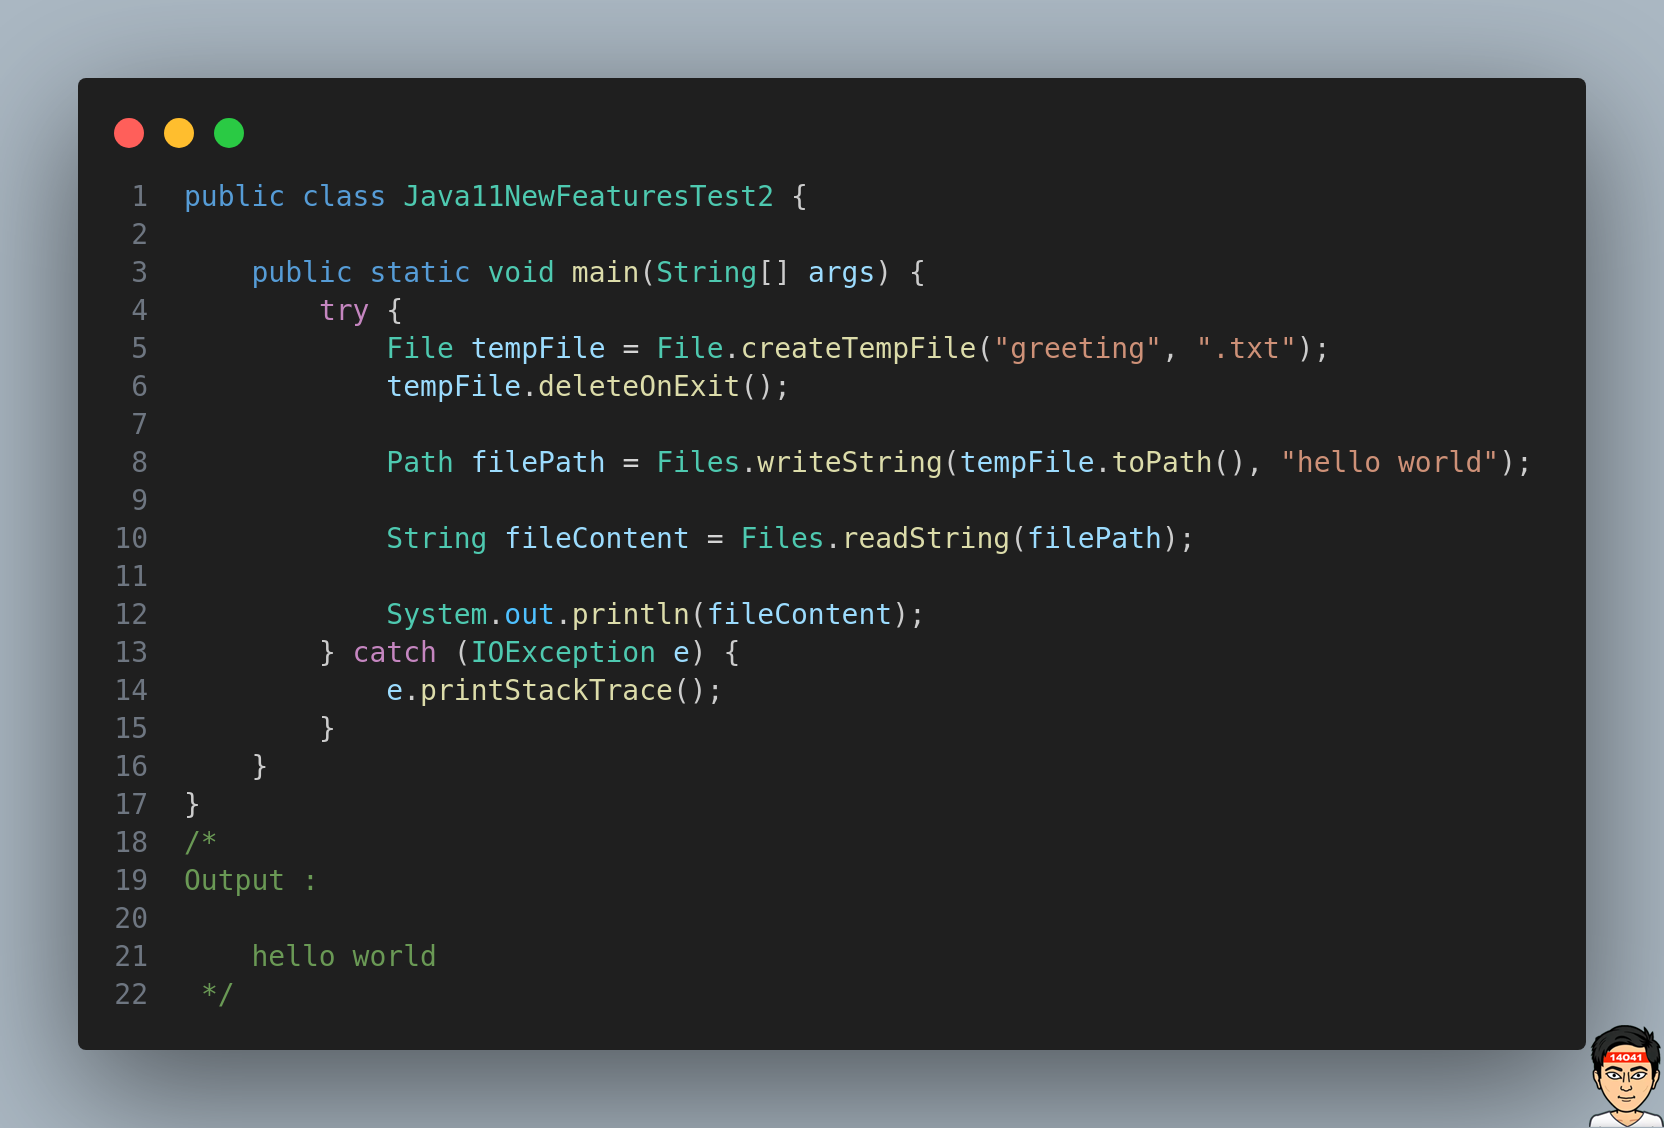 1 public class Java11NewFeaturesTest2 {
2
3     public static void main(String[] args) {
4         try {
5             File tempFile = File.createTempFile("greeting", ".txt");
6             tempFile.deleteOnExit();
7
8             Path filePath = Files.writeString(tempFile.toPath(), "hello world");
9
10             String fileContent = Files.readString(filePath);
11
12             System.out.println(fileContent);
13         } catch (IOException e) {
14             e.printStackTrace();
15         }
16     }
17 }
18 /*
19 Output :
20
21     hello world
22  */
14041